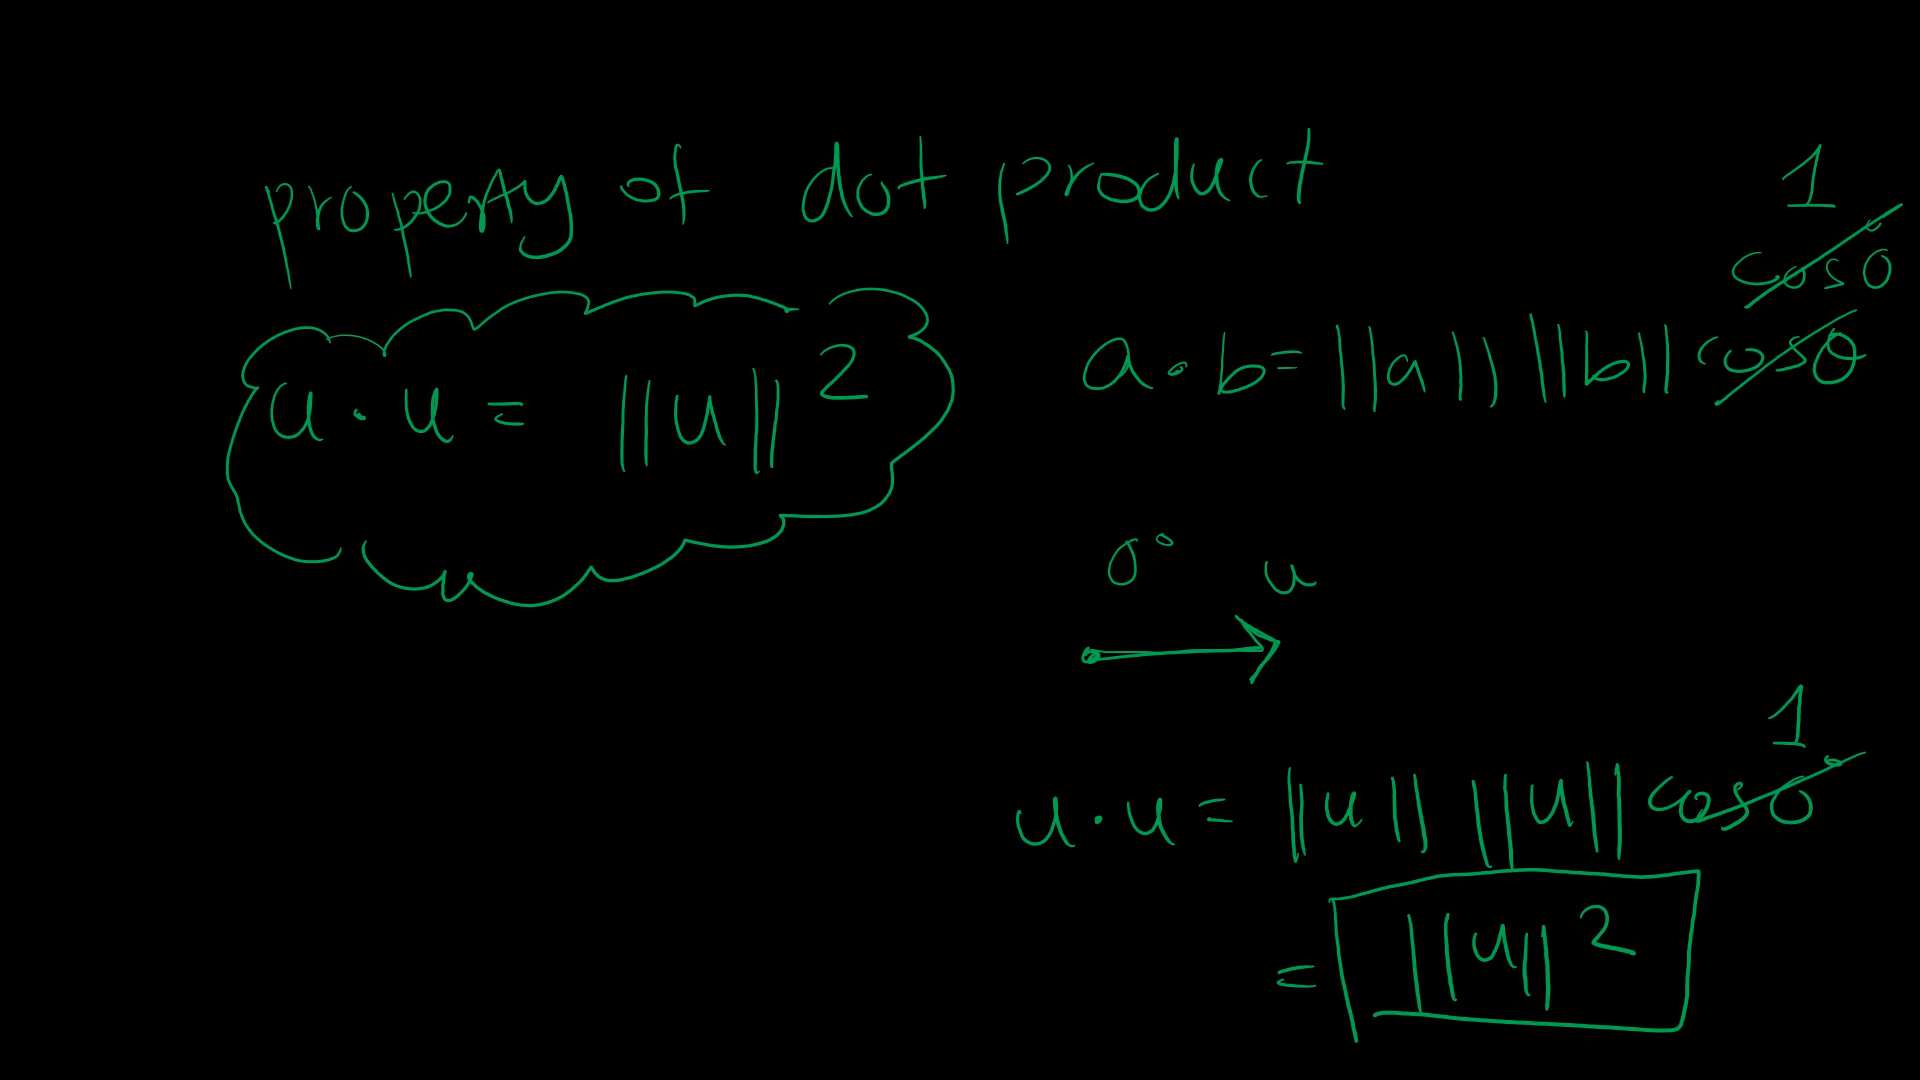 property of dot product
u · u = ||u||²
1
cos 0°
a · b = ||a|| ||b|| cos θ
0° u
1
u · u = ||u|| ||u|| cos 0°
= ||u||²